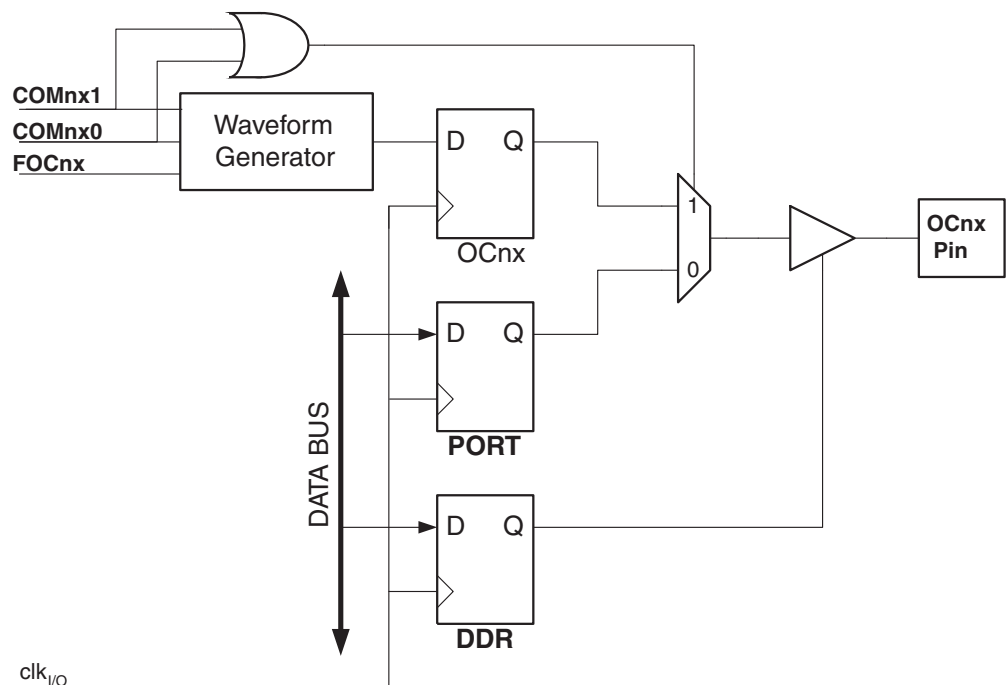 COMnx1
COMnx0
FOCnx
Waveform
Generator
D Q
OCnx
1
0
OCnx
Pin
D Q
PORT
DATA BUS
D Q
DDR
clkI/O